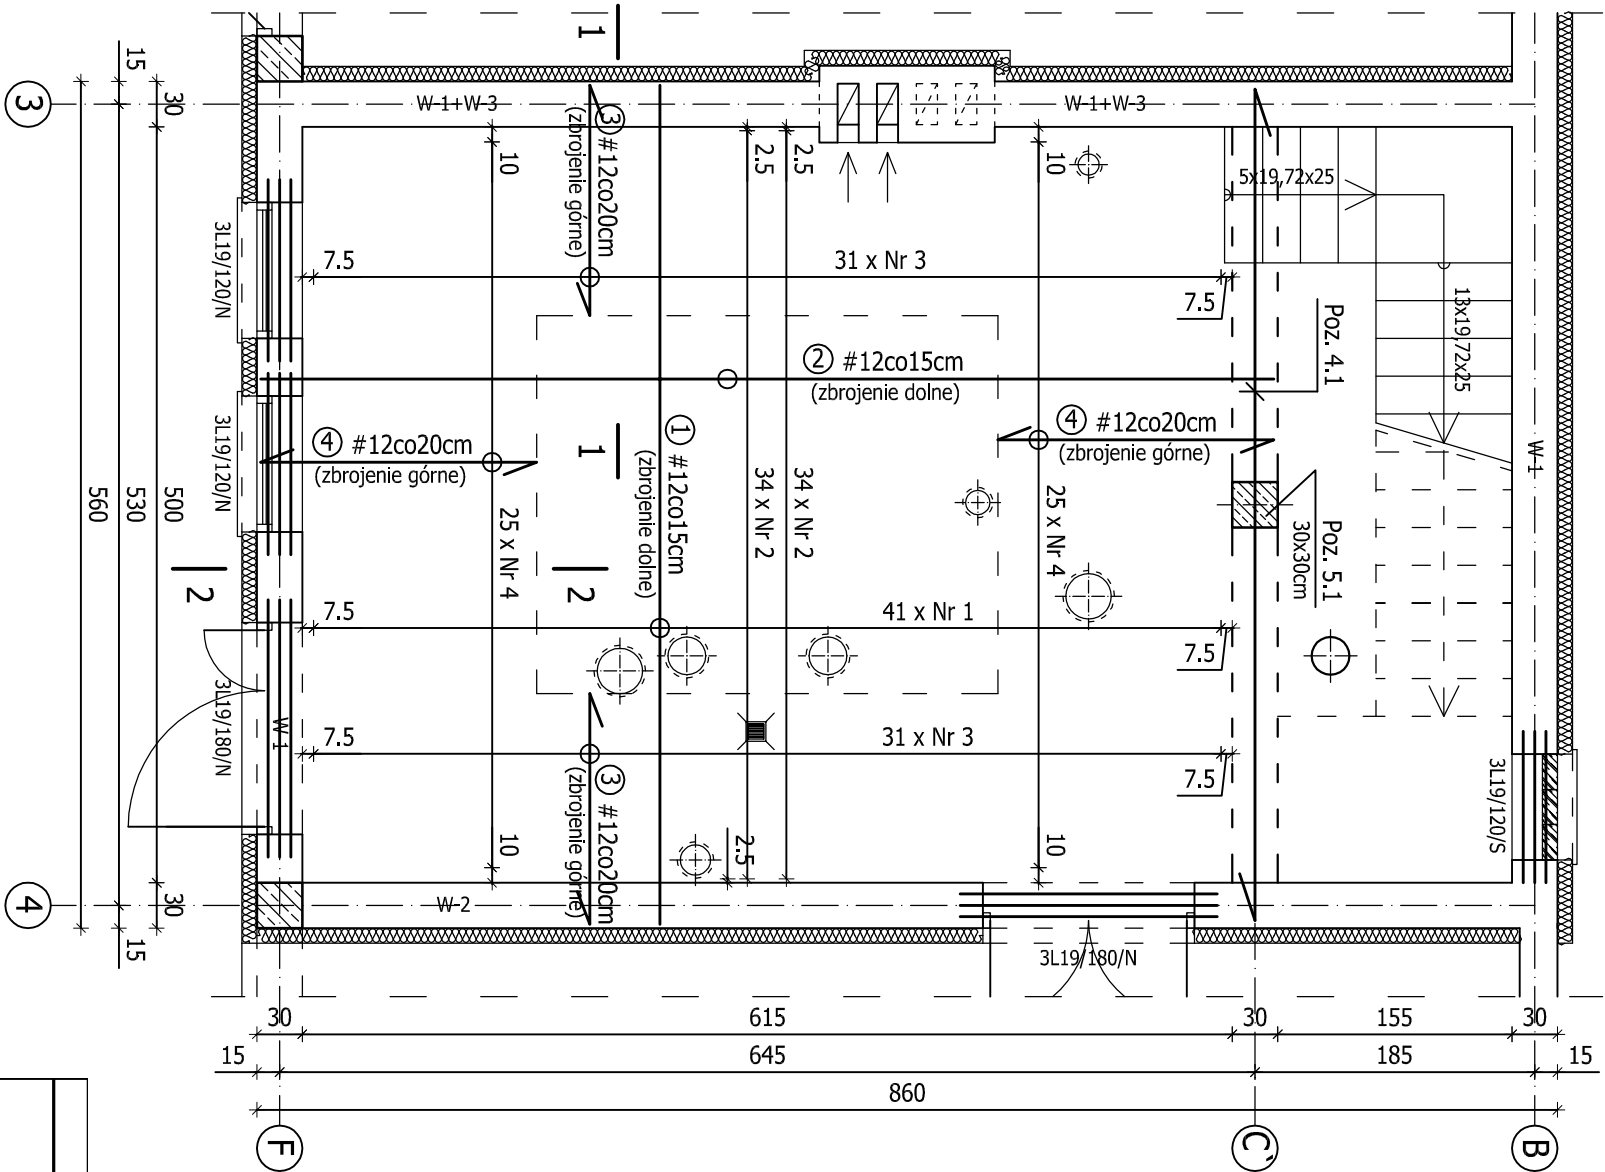 1
15
3
30
W-1+W-3
③ #12co20cm
(zbrojenie górne)
W-1+W-3
10
2.5
2.5
10
5x19,72x25
3L19/120/N
7.5
31 x Nr 3
7.5
13x19,72x25
Poz. 4.1
② #12co15cm
(zbrojenie dolne)
④ #12co20cm
(zbrojenie górne)
3L19/120/N
④ #12co20cm
(zbrojenie górne)
1
① #12co15cm
(zbrojenie dolne)
34 x Nr 2
34 x Nr 2
25 x Nr 4
W-1
560
530
500
25 x Nr 4
Poz. 5.1
30x30cm
2
2
7.5
41 x Nr 1
7.5
3L19/180/N
W-1
7.5
31 x Nr 3
7.5
③ #12co20cm
(zbrojenie górne)
3L19/120/S
10
2.5
10
4
30
W-2
15
3L19/180/N
30
615
30
155
30
15
645
185
15
860
F
C`
B